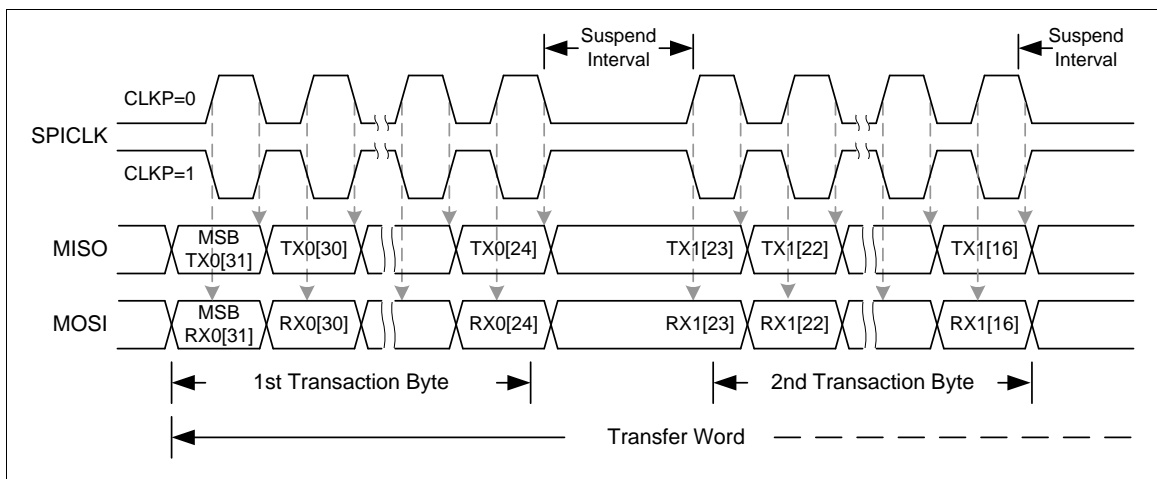 Suspend
Interval
Suspend
Interval
CLKP=0
SPICLK
CLKP=1
MISO
MSB
TX0[31]
TX0[30]
TX0[24]
TX1[23]
TX1[22]
TX1[16]
MOSI
MSB
RX0[31]
RX0[30]
RX0[24]
RX1[23]
RX1[22]
RX1[16]
1st Transaction Byte
2nd Transaction Byte
Transfer Word